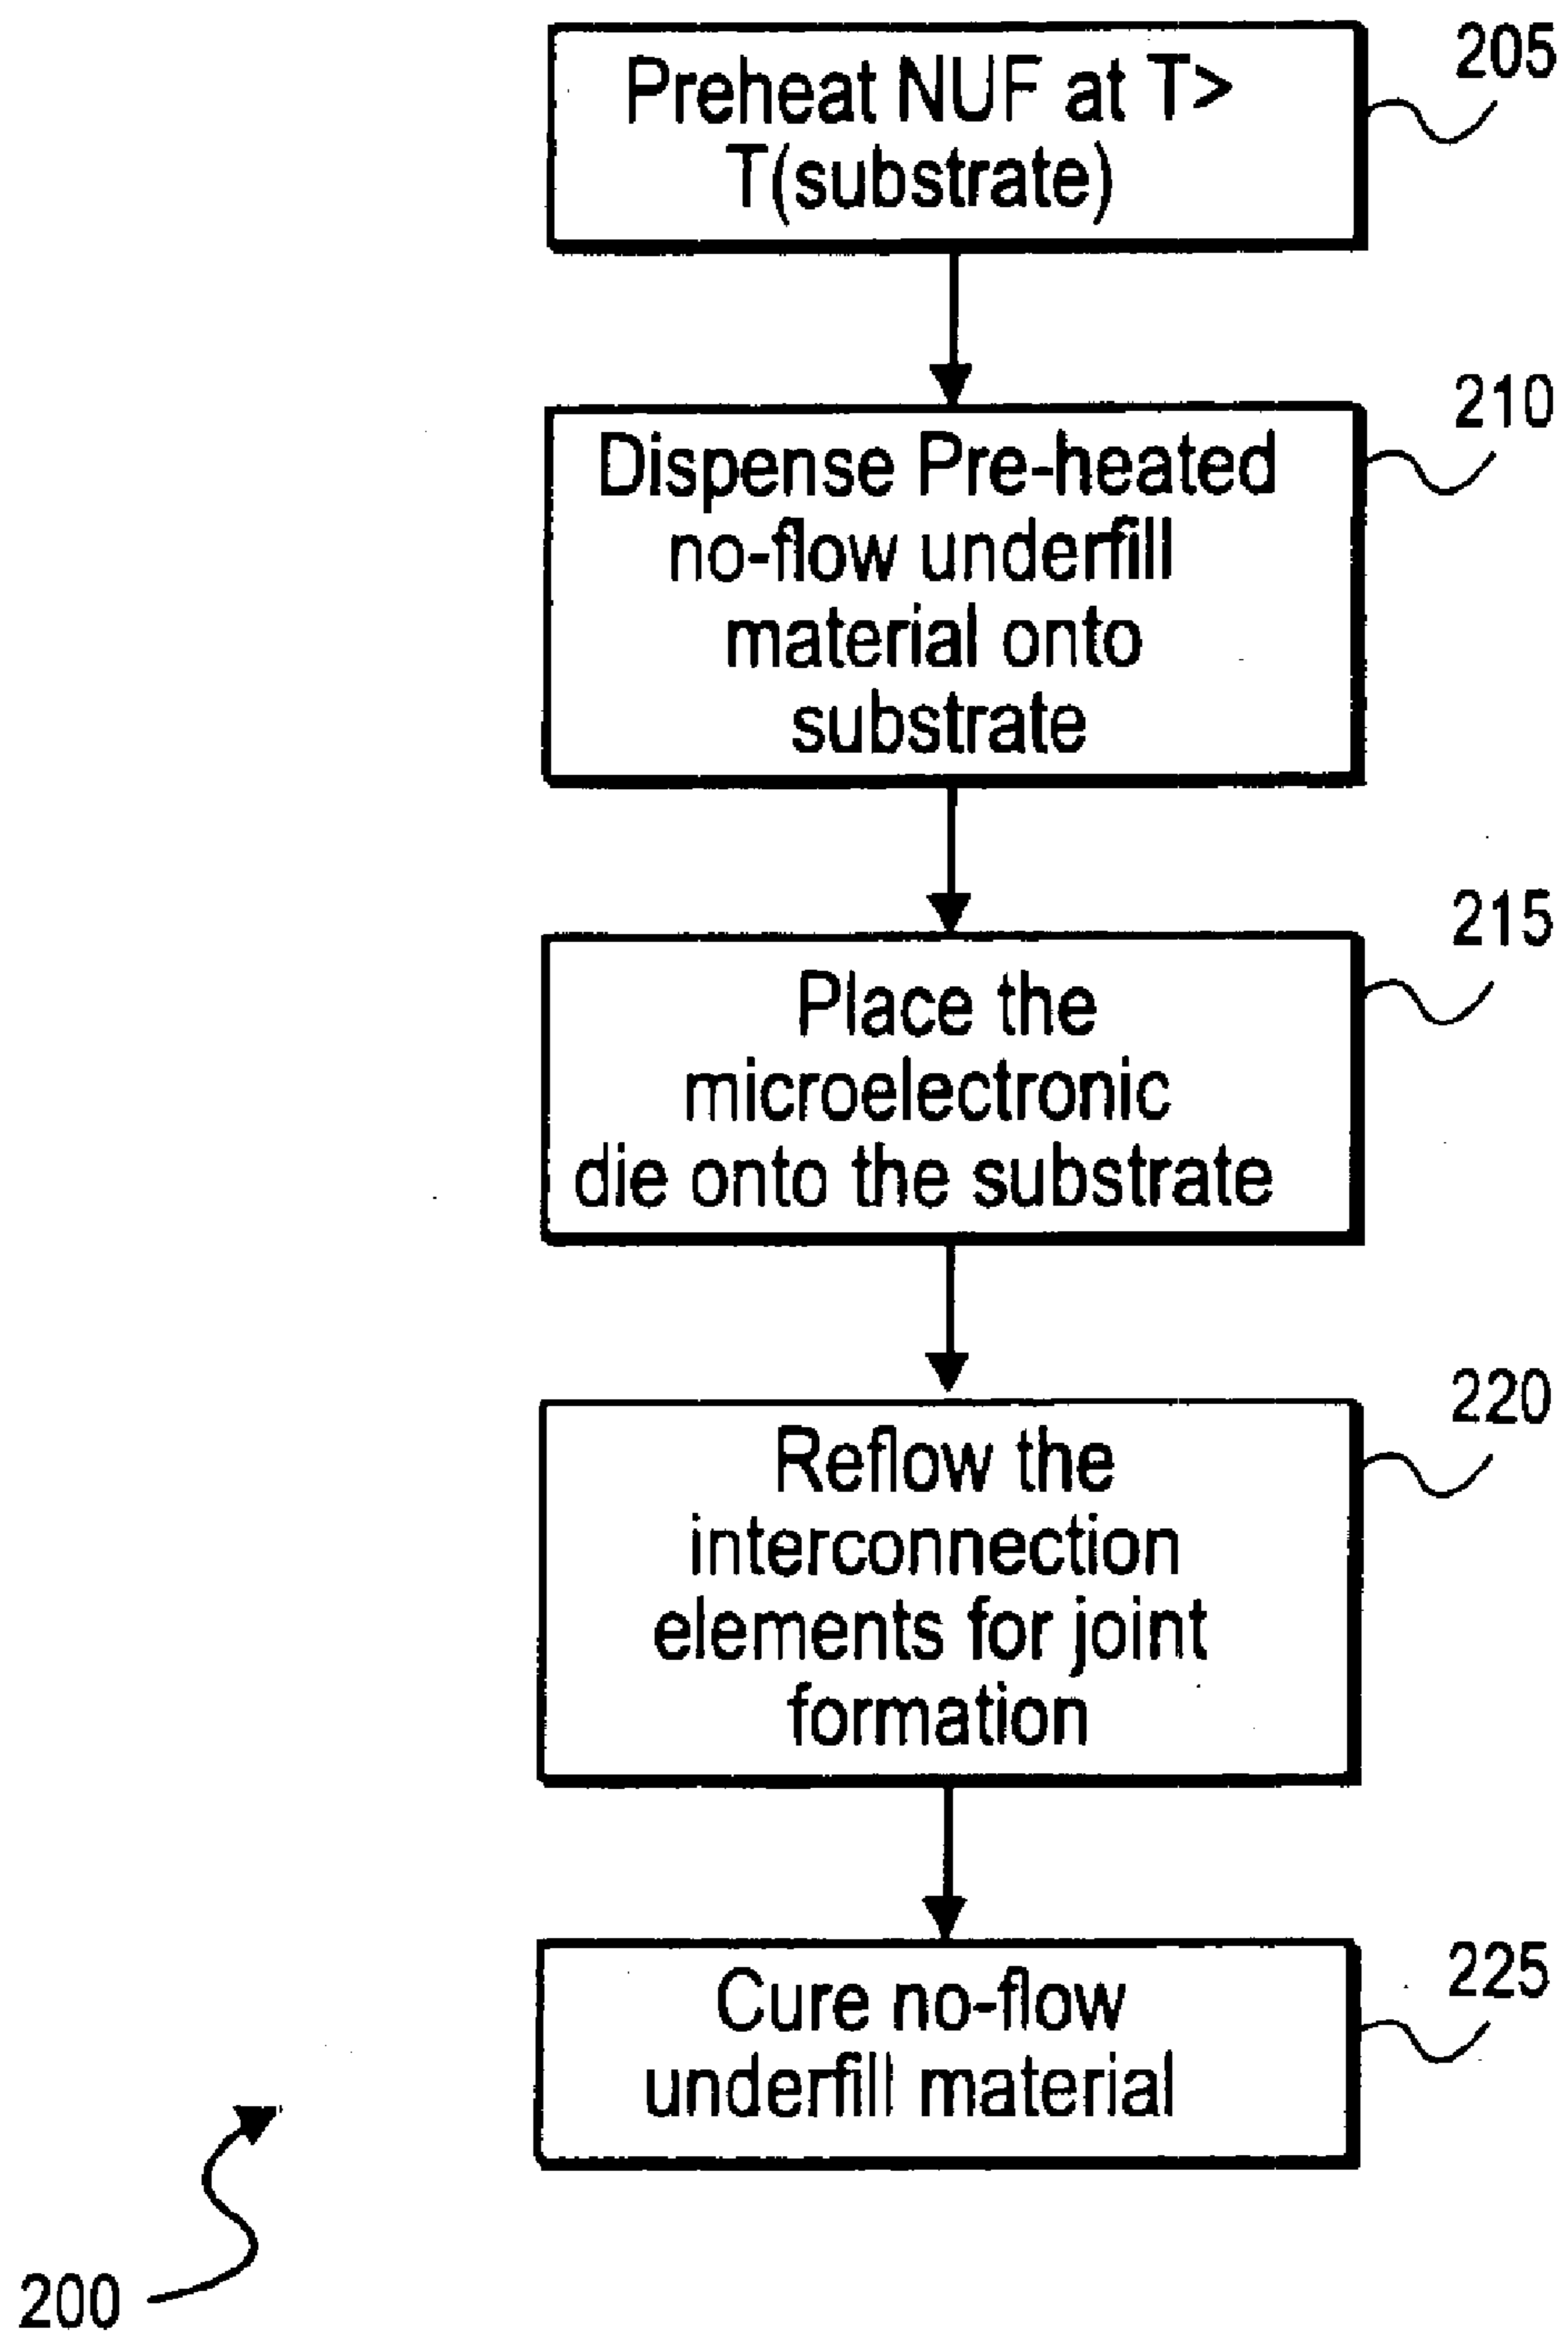 205
Preheat NUF at T>
T(substrate)
210
Dispense Pre-heated
no-flow underfill
material onto
substrate
215
Place the
microelectronic
die onto the substrate
220
Reflow the
interconnection
elements for joint
formation
225
Cure no-flow
underfill material
200